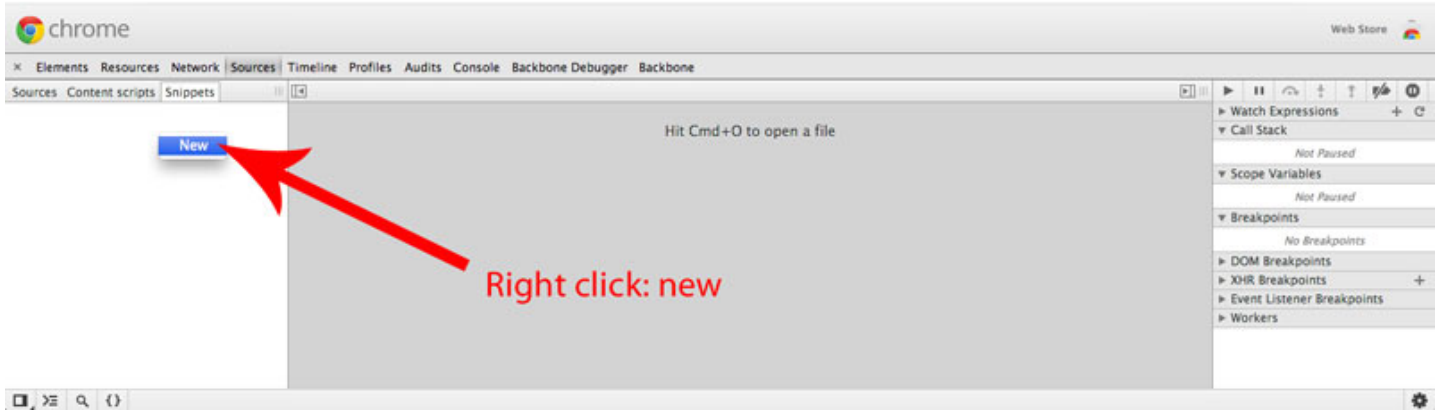 chrome
Web Store
× Elements Resources Network Sources Timeline Profiles Audits Console Backbone Debugger Backbone
Sources Content scripts Snippets
New
Hit Cmd+O to open a file
Right click: new
Watch Expressions
Call Stack
Not Paused
Scope Variables
Not Paused
Breakpoints
No Breakpoints
DOM Breakpoints
XHR Breakpoints
Event Listener Breakpoints
Workers